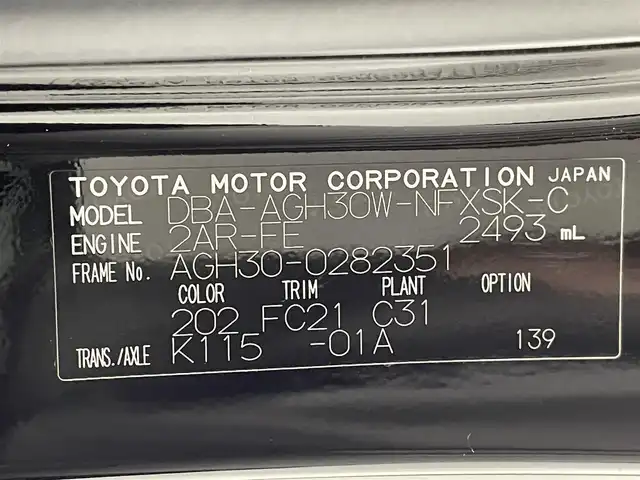 TOYOTA MOTOR CORPORATION JAPAN
MODEL DBA-AGH30W-NFXSK-C
ENGINE 2AR-FE 2493 mL
FRAME No. AGH30-0282351
COLOR TRIM PLANT OPTION
202 FC21 C31
TRANS./AXLE K115 -01A 139